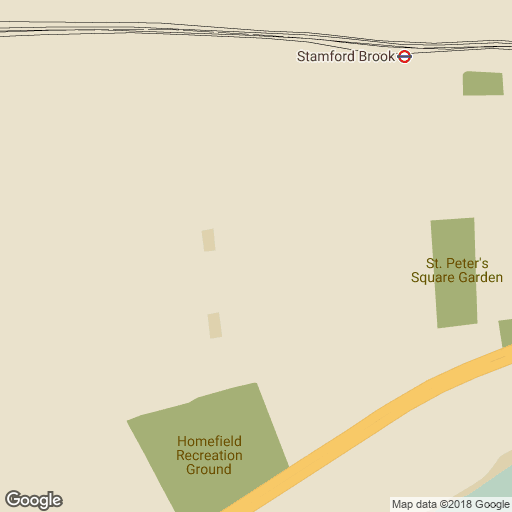 Stamford Brook
St. Peter's
Square Garden
Homefield
Recreation
Ground
Google
Map data ©2018 Google